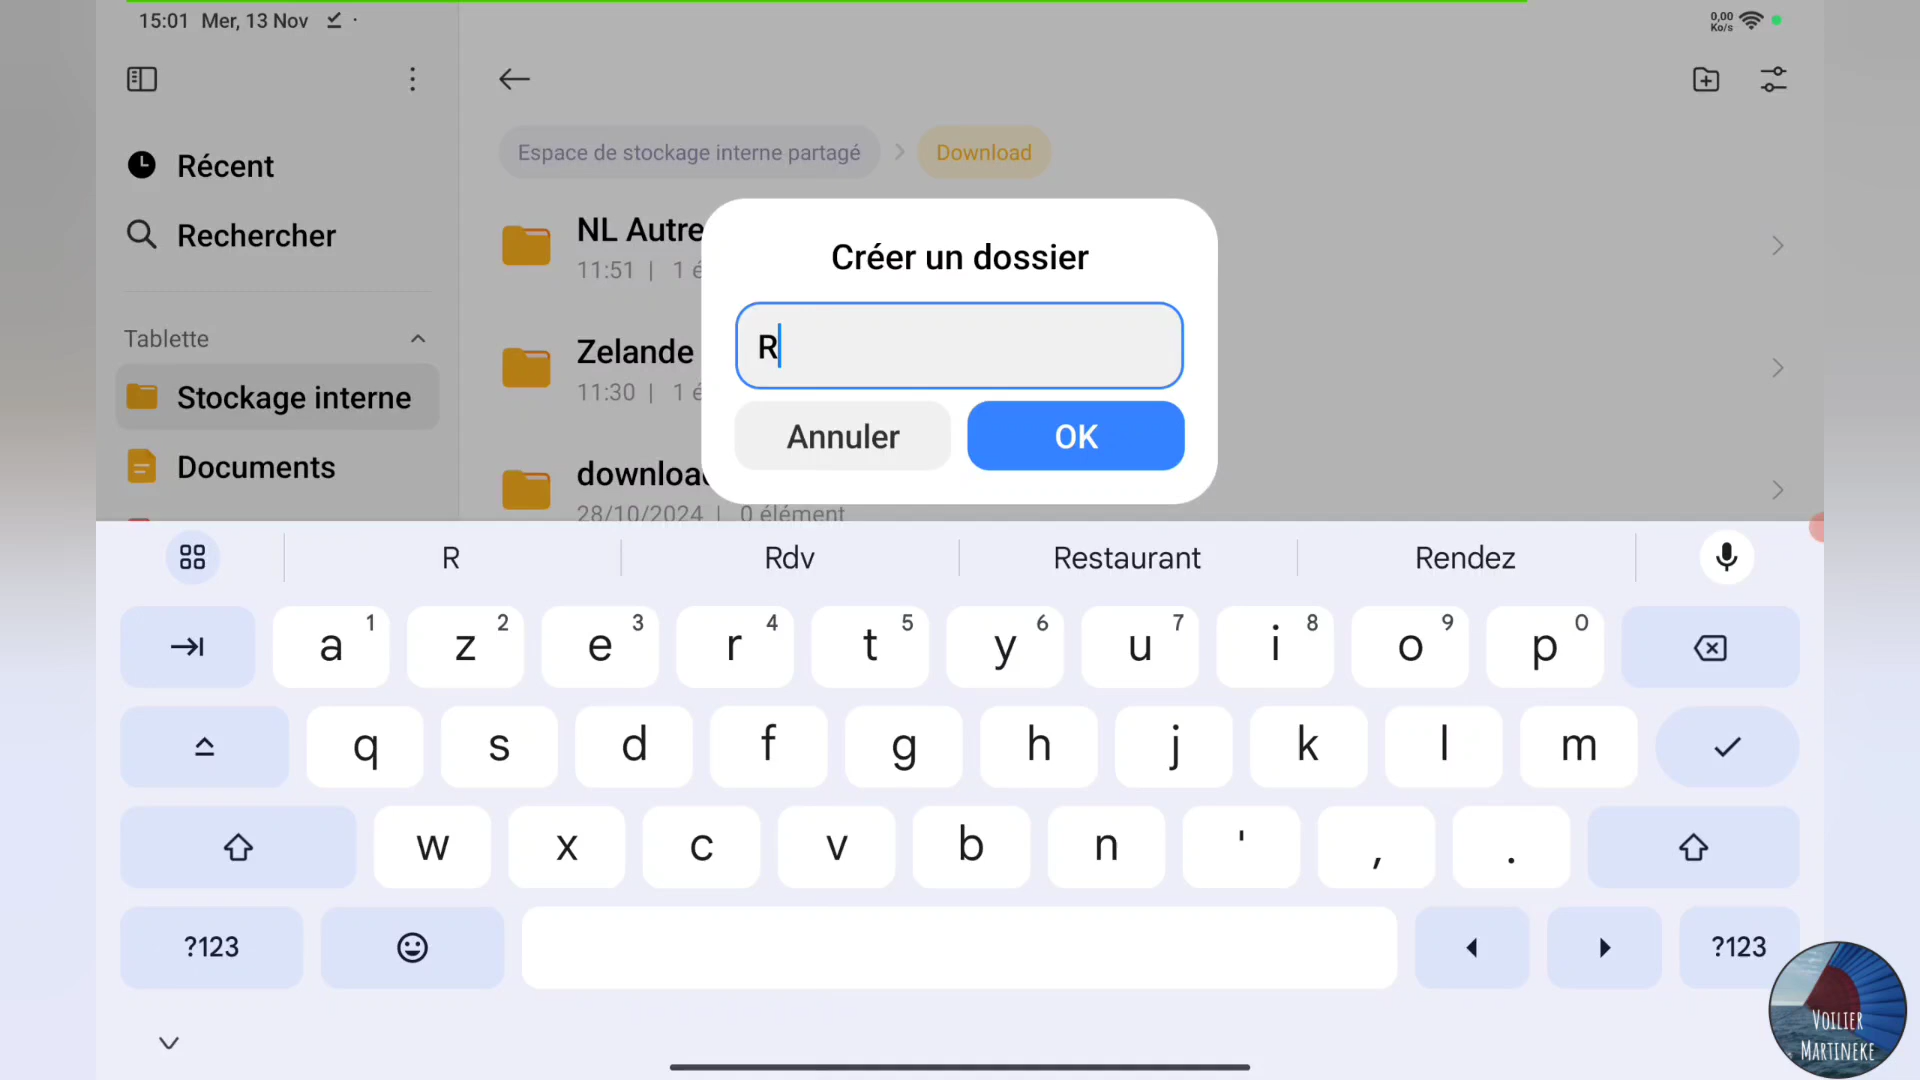 15:01 Mer, 13 Nov
0,00
Ko/s
Récent
Rechercher
Tablette
Stockage interne
Documents
Espace de stockage interne partagé
Download
NL Autre
11:51 | 1 é
Zelande
11:30 | 1 é
downloa
28/10/2024 | 0 élément
Créer un dossier
R
Annuler
OK
R
Rdv
Restaurant
Rendez
a 1 z 2 e 3 r 4 t 5 y 6 u 7 i 8 o 9 p 0
q s d f g h j k l m
w x c v b n ' , .
?123
?123
VOILIER
MARTINEKE